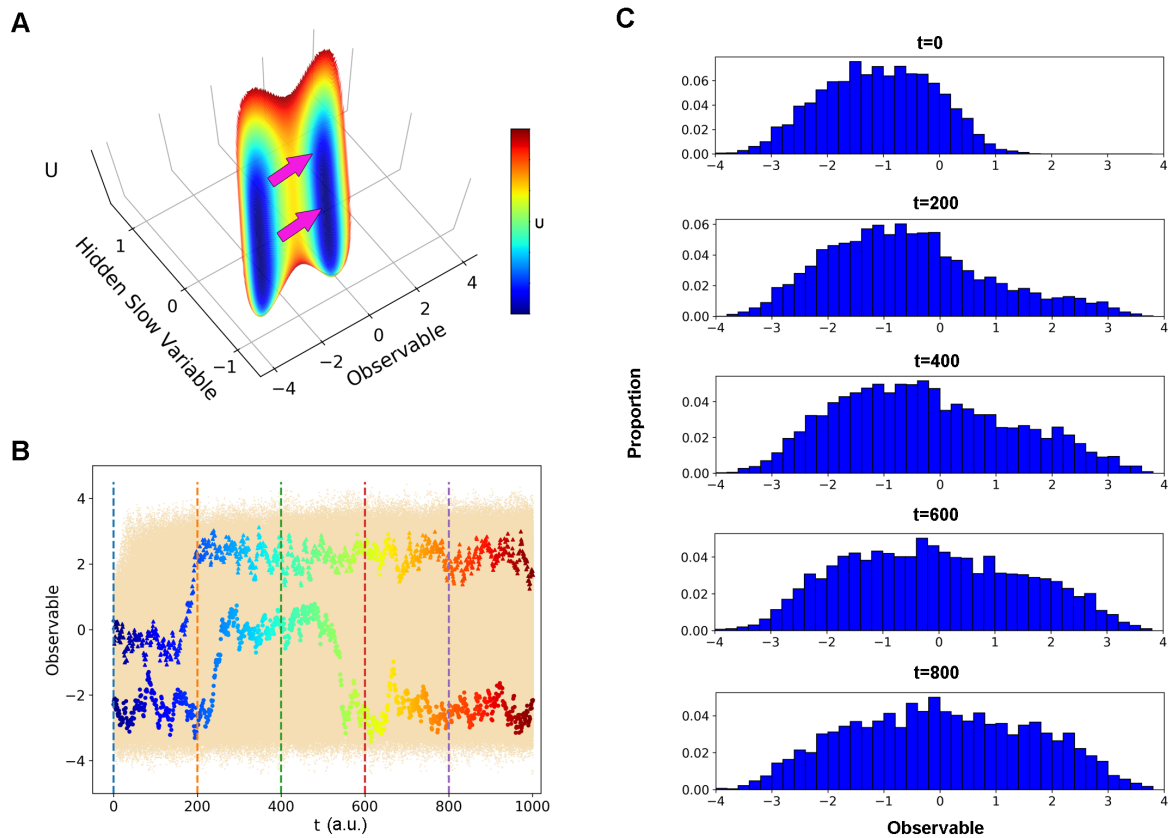 A
U
1
0
−1
Hidden Slow Variable
−4
−2
0
2
4
Observable
U
B
4
2
0
−2
−4
Observable
0
200
400
600
800
1000
t (a.u.)
C
Proportion
t=0
0.06
0.04
0.02
0.00
−4 −3 −2 −1 0 1 2 3 4
t=200
0.06
0.04
0.02
0.00
−4 −3 −2 −1 0 1 2 3 4
t=400
0.04
0.02
0.00
−4 −3 −2 −1 0 1 2 3 4
t=600
0.04
0.02
0.00
−4 −3 −2 −1 0 1 2 3 4
t=800
0.04
0.02
0.00
−4 −3 −2 −1 0 1 2 3 4
Observable